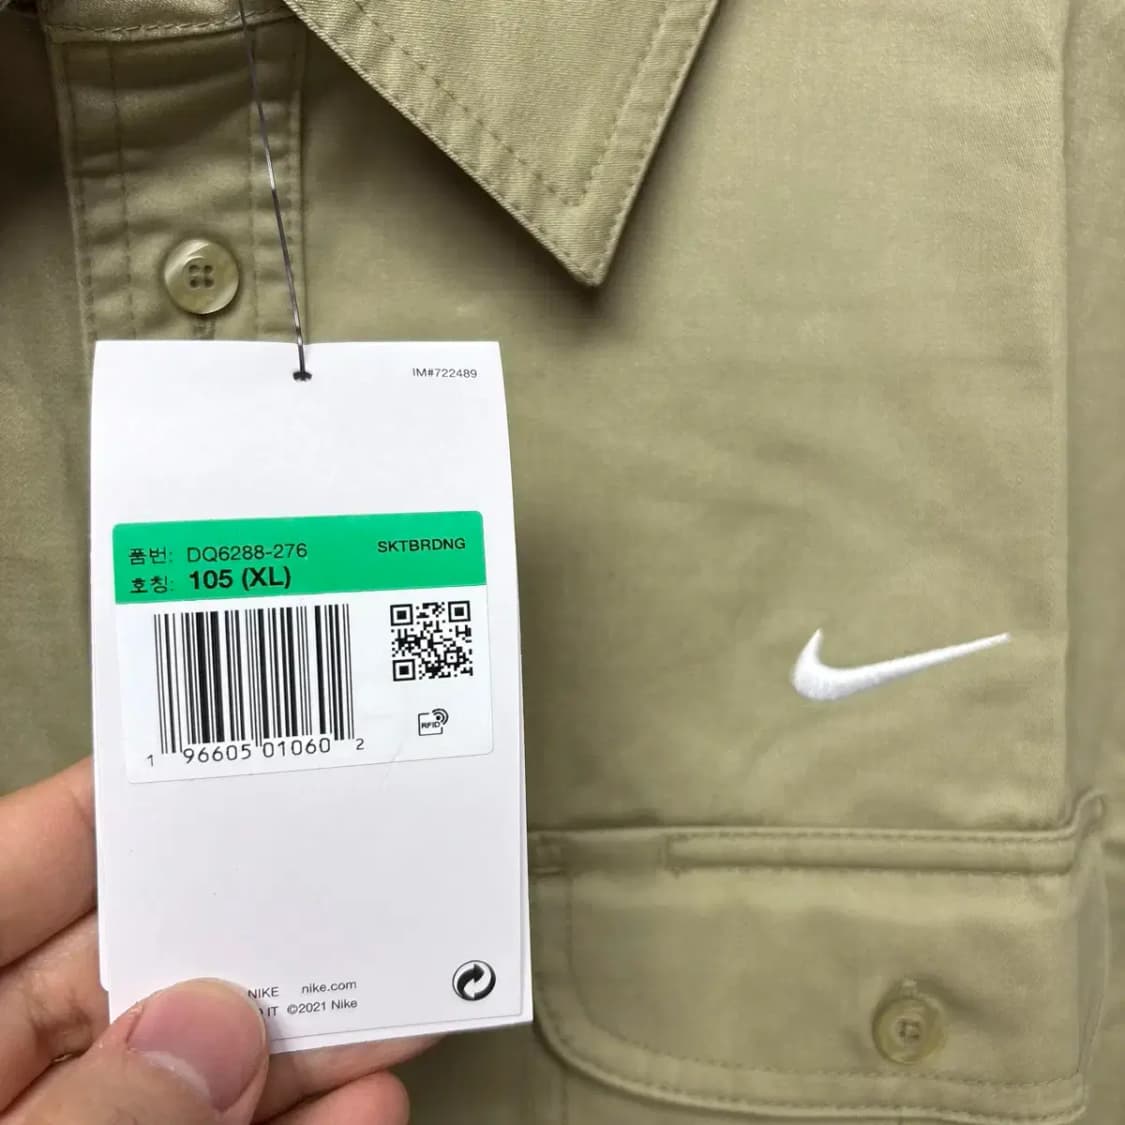 IM#722489
품번: DQ6288-276 SKTBRDNG
호칭: 105 (XL)
1 96605 01060 2
RFID
NIKE nike.com
IT ©2021 Nike